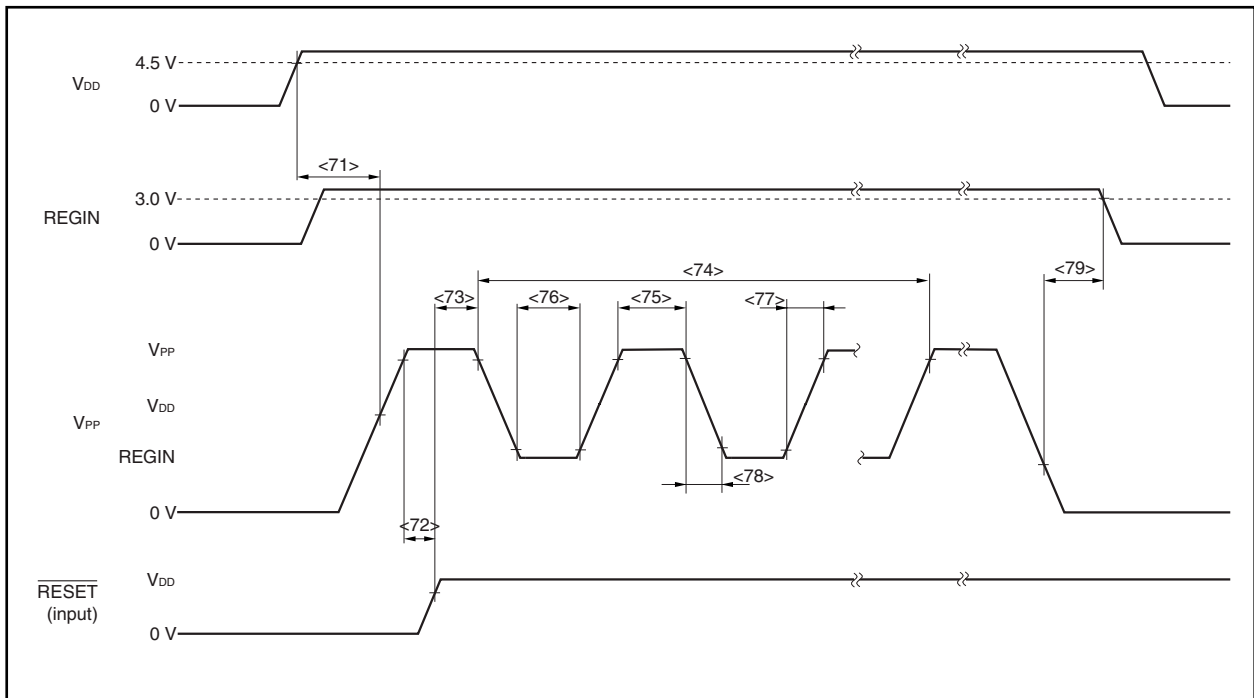 4.5 V
VDD
0 V
<71>
3.0 V
REGIN
0 V
<74>
<79>
<73>
<76>
<75>
<77>
VPP
VDD
VPP
REGIN
<78>
0 V
<72>
VDD
RESET
(input)
0 V